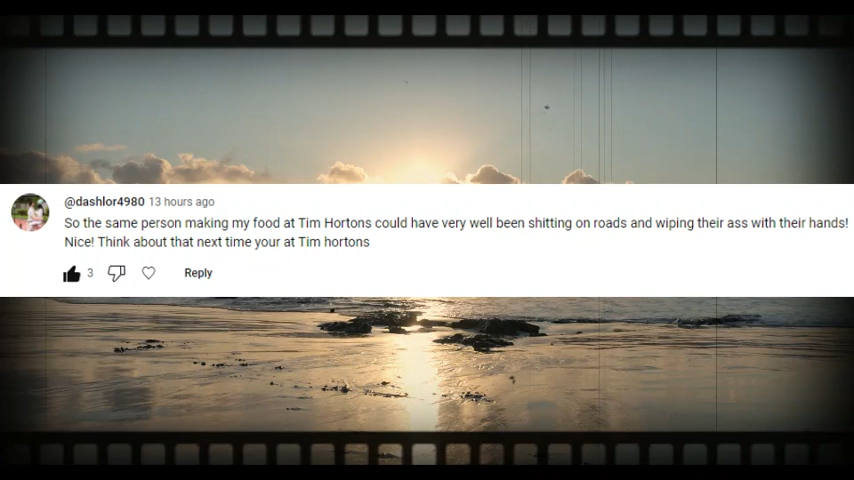 @dashlor4980 13 hours ago
So the same person making my food at Tim Hortons could have very well been shitting on roads and wiping their ass with their hands!
Nice! Think about that next time your at Tim hortons
3 Reply